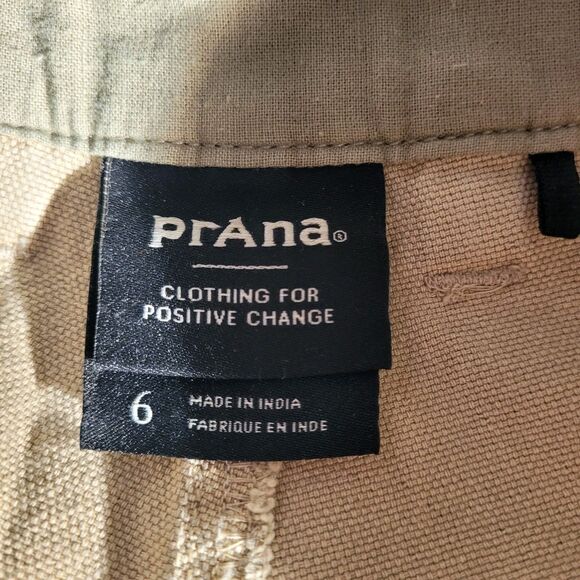 prAna®
CLOTHING FOR
POSITIVE CHANGE
6
MADE IN INDIA
FABRIQUE EN INDE